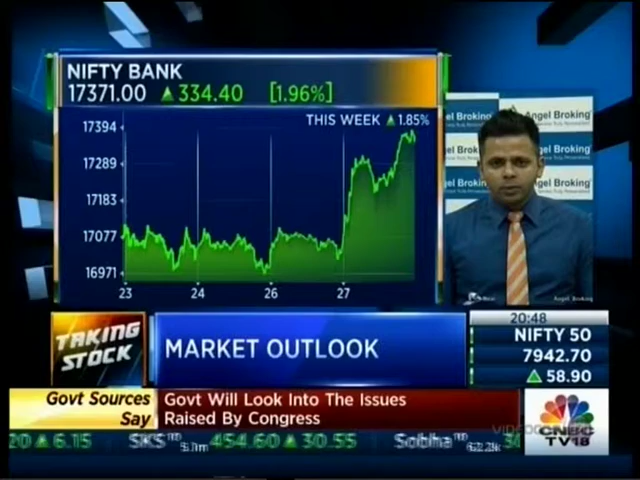 NIFTY BANK
17371.00 ▲ 334.40 [1.96%]
THIS WEEK ▲ 1.85%
17394
17289
17183
17077
16971
23 24 26 27
Angel Broking
Angel Broking
Angel Broking
Angel Broking
TAKING
STOCK
MARKET OUTLOOK
20:48
NIFTY 50
7942.70
▲ 58.90
Govt Sources
Say
Govt Will Look Into The Issues
Raised By Congress
CNBC
TV18
20 ▲ 6.15 SKS 454.60 ▲ 30.55 Sobha